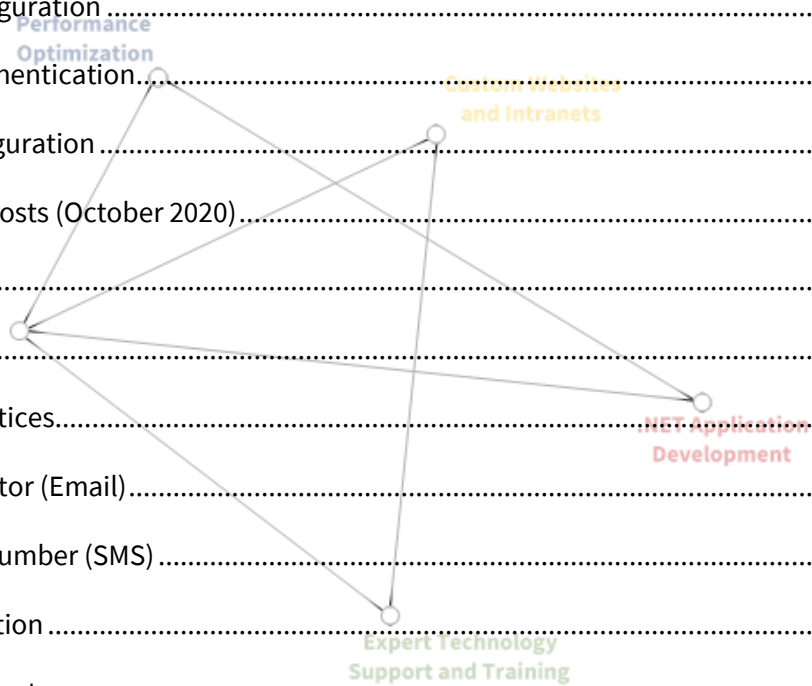 guration
Performance
Optimization
hentication
Custom Websites
and Intranets
guration
osts (October 2020)
tices
.NET Application
Development
tor (Email)
umber (SMS)
tion
Expert Technology
Support and Training